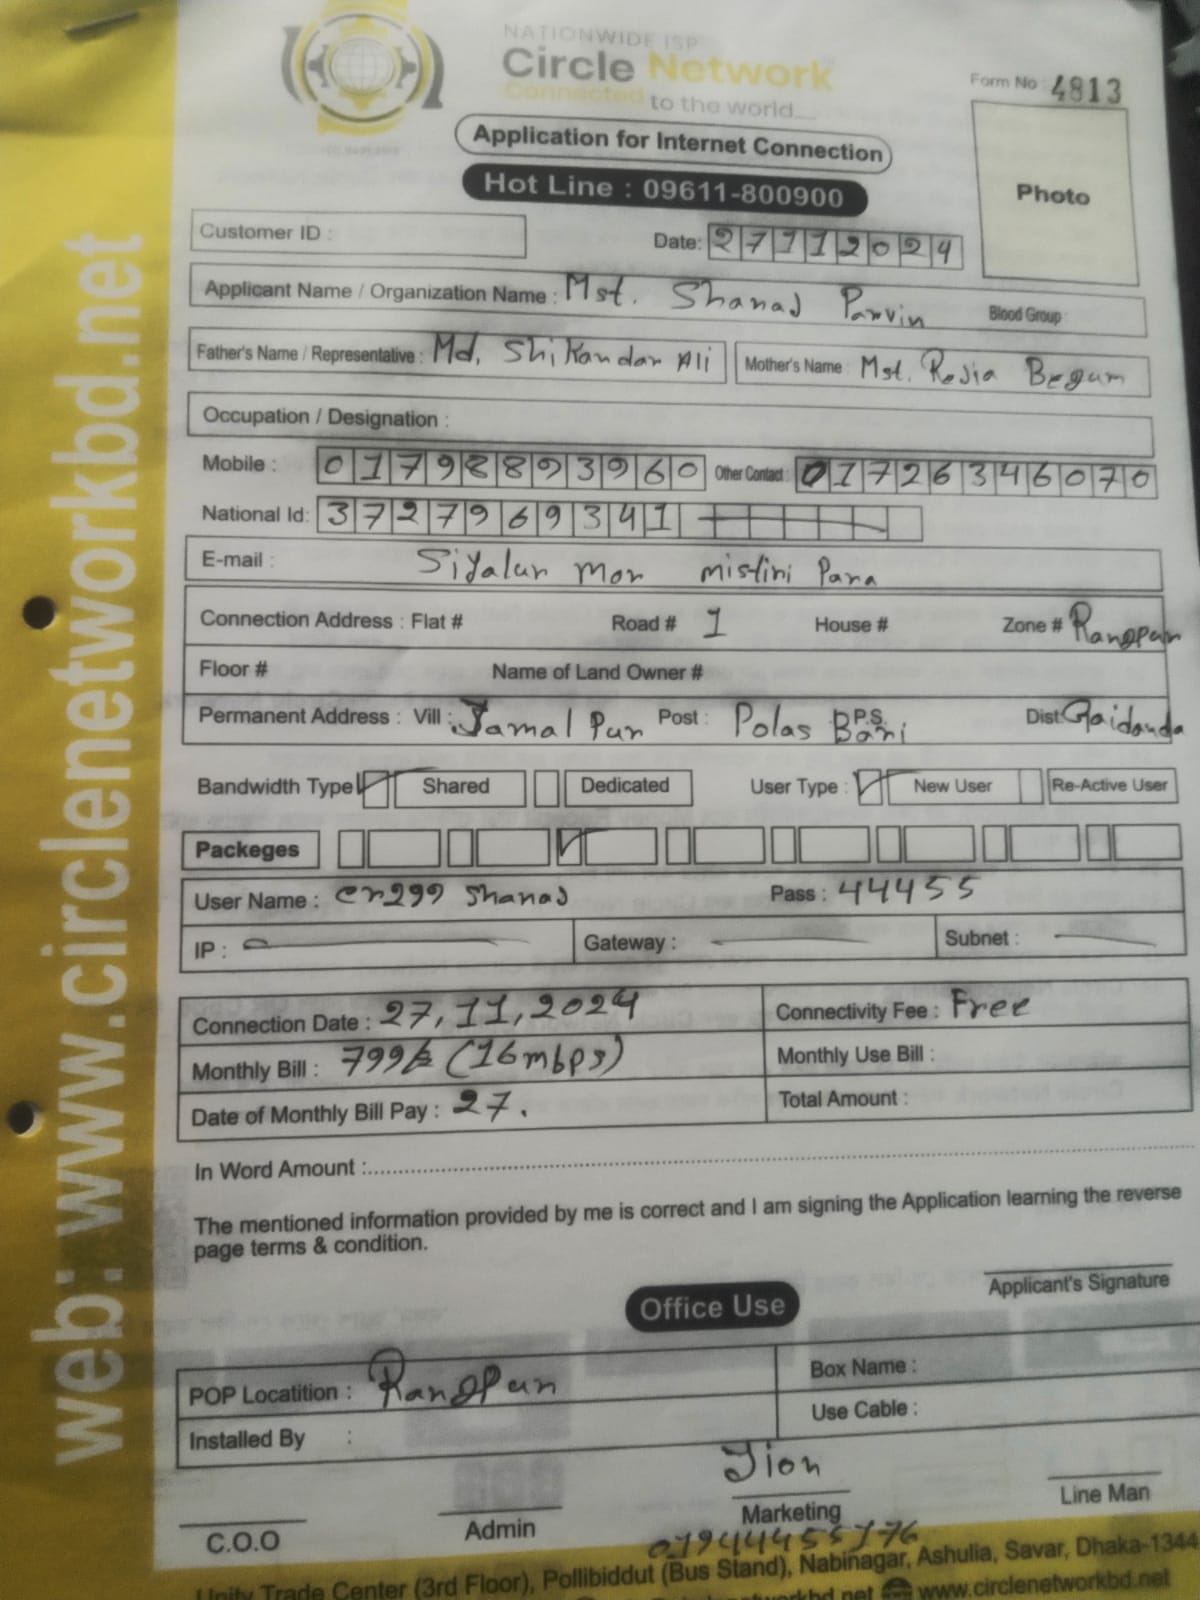 NATIONWIDE ISP
Circle Network
Connected to the world...
Form No 4813
Application for Internet Connection
Photo
Hot Line : 09611-800900
Customer ID :
Date: 27112024
Applicant Name / Organization Name : Mst. Shanaj Parvin Blood Group :
Father's Name / Representative : Md. Shikandar Ali Mother's Name : Mst. Rejia Begum
Occupation / Designation :
Mobile : 01798893960 Other Contact : 01726346070
National Id: 3727969341
E-mail : Siyalur mor mistiri Para
Connection Address : Flat # Road # 1 House # Zone # Rangpur
Floor # Name of Land Owner #
Permanent Address : Vill : Jamal Pur Post : Polas Bari P.S. Dist: Gaibanda
Bandwidth Type Shared Dedicated User Type : New User Re-Active User
Packeges
User Name : cr299 shanaj Pass : 44455
IP : Gateway : Subnet :
Connection Date : 27,11,2024 Connectivity Fee : Free
Monthly Bill : 799 (16mbps) Monthly Use Bill :
Date of Monthly Bill Pay : 27. Total Amount :
In Word Amount :
The mentioned information provided by me is correct and I am signing the Application learning the reverse
page terms & condition.
Applicant's Signature
Office Use
POP Locatition : Rangpur Box Name :
Installed By : Use Cable :
C.O.O Admin Marketing Line Man
Unity Trade Center (3rd Floor), Pollibiddut (Bus Stand), Nabinagar, Ashulia, Savar, Dhaka-1344
www.circlenetworkbd.net
web: www.circlenetworkbd.net